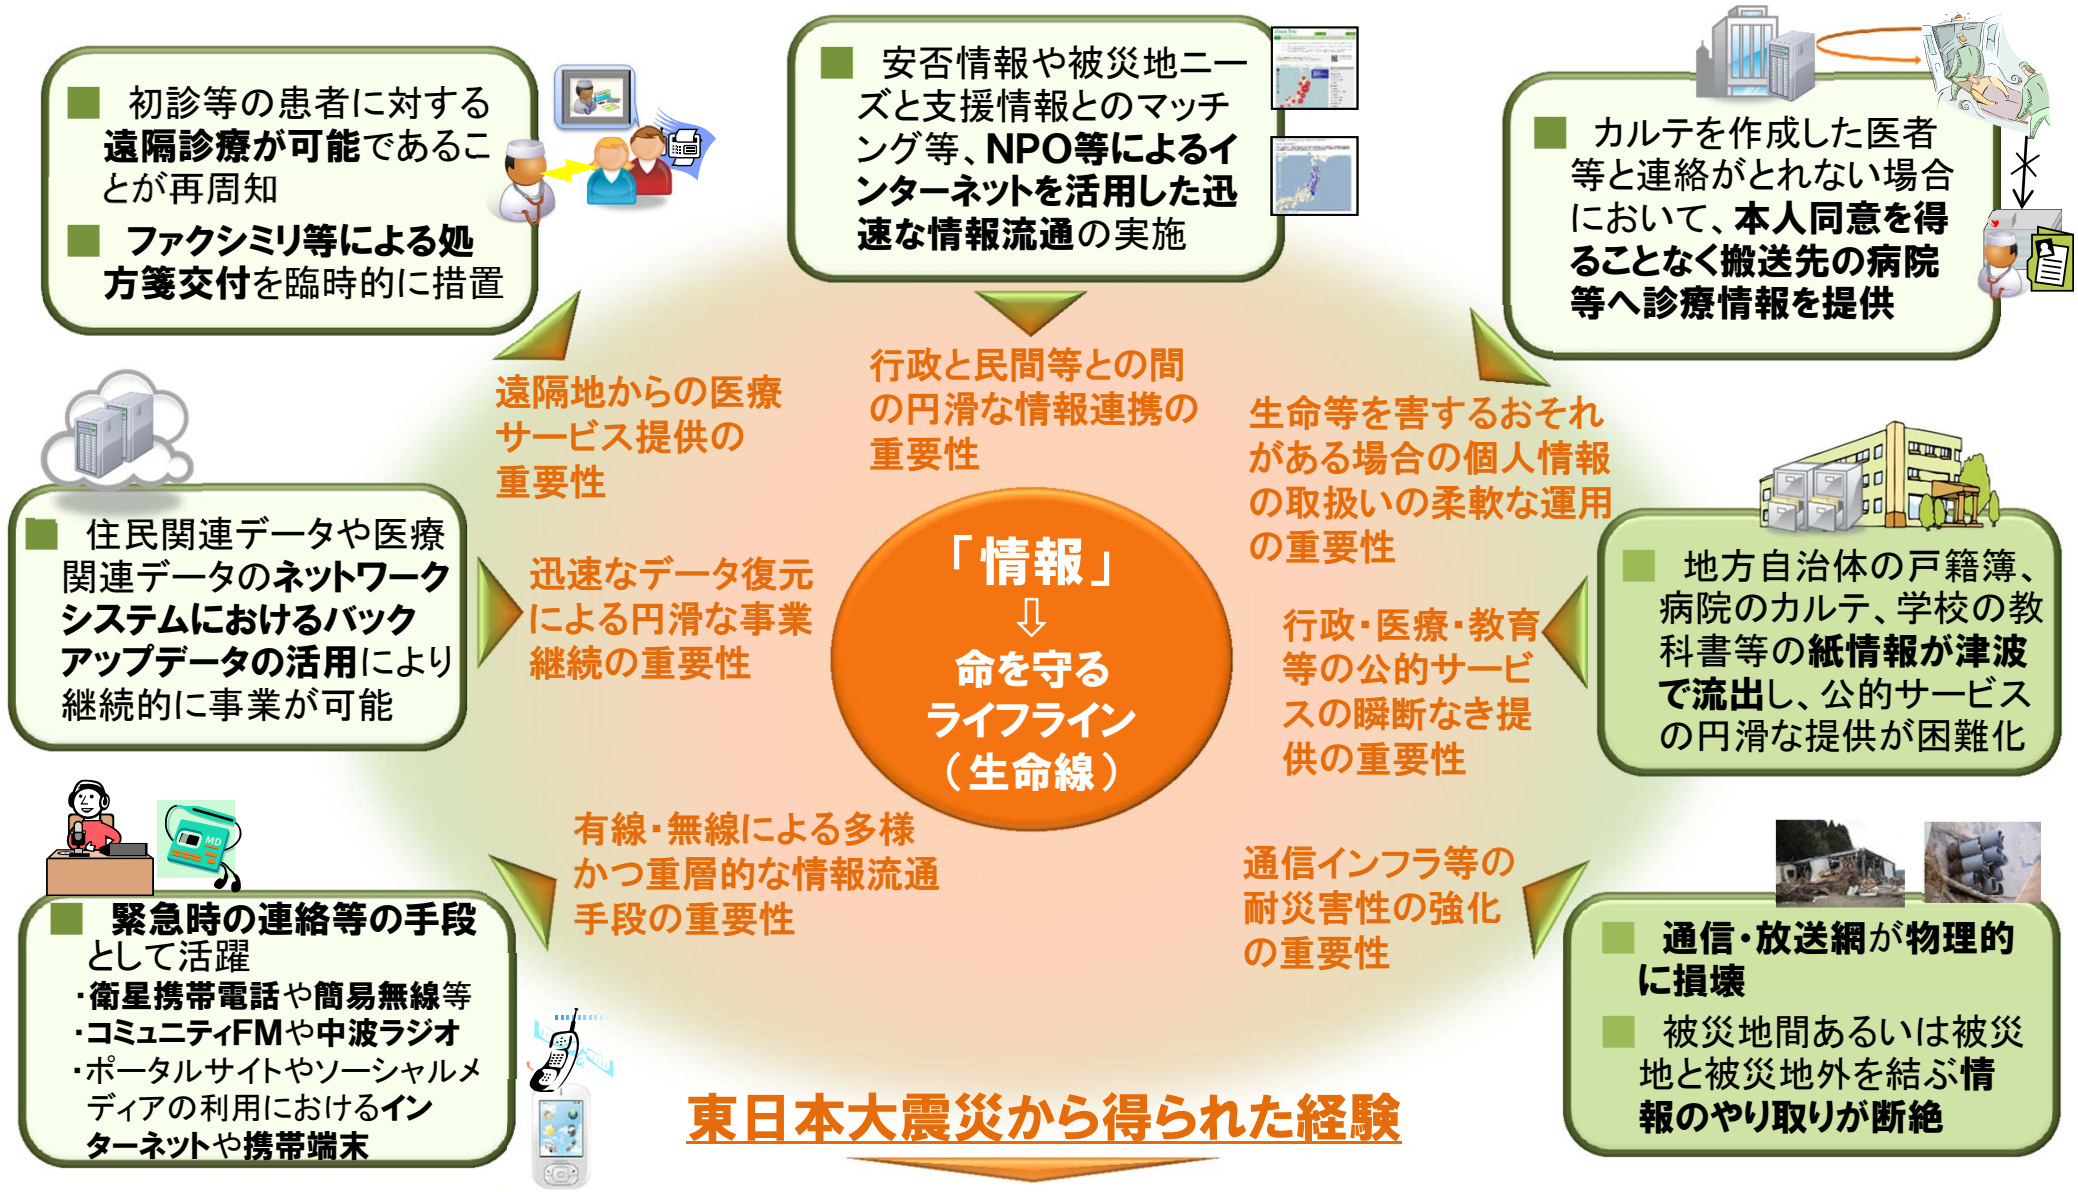 ■ 初診等の患者に対する
遠隔診療が可能であるこ
とが再周知
■ ファクシミリ等による処
方箋交付を臨時的に措置
■ 安否情報や被災地ニー
ズと支援情報とのマッチ
ング等、NPO等によるイ
ンターネットを活用した迅
速な情報流通の実施
■ カルテを作成した医者
等と連絡がとれない場合
において、本人同意を得
ることなく搬送先の病院
等へ診療情報を提供
遠隔地からの医療
サービス提供の
重要性
行政と民間等との間
の円滑な情報連携の
重要性
生命等を害するおそれ
がある場合の個人情報
の取扱いの柔軟な運用
の重要性
■ 住民関連データや医療
関連データのネットワーク
システムにおけるバック
アップデータの活用により
継続的に事業が可能
迅速なデータ復元
による円滑な事業
継続の重要性
「情報」
⇩
命を守る
ライフライン
（生命線）
行政・医療・教育
等の公的サービ
スの瞬断なき提
供の重要性
■ 地方自治体の戸籍簿、
病院のカルテ、学校の教
科書等の紙情報が津波
で流出し、公的サービス
の円滑な提供が困難化
MD
■ 緊急時の連絡等の手段
として活躍
・衛星携帯電話や簡易無線等
・コミュニティFMや中波ラジオ
・ポータルサイトやソーシャルメ
ディアの利用におけるイン
ターネットや携帯端末
有線・無線による多様
かつ重層的な情報流通
手段の重要性
通信インフラ等の
耐災害性の強化
の重要性
■ 通信・放送網が物理的
に損壊
■ 被災地間あるいは被災
地と被災地外を結ぶ情
報のやり取りが断絶
東日本大震災から得られた経験